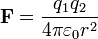 F = q₁q₂ / 4πε₀r²